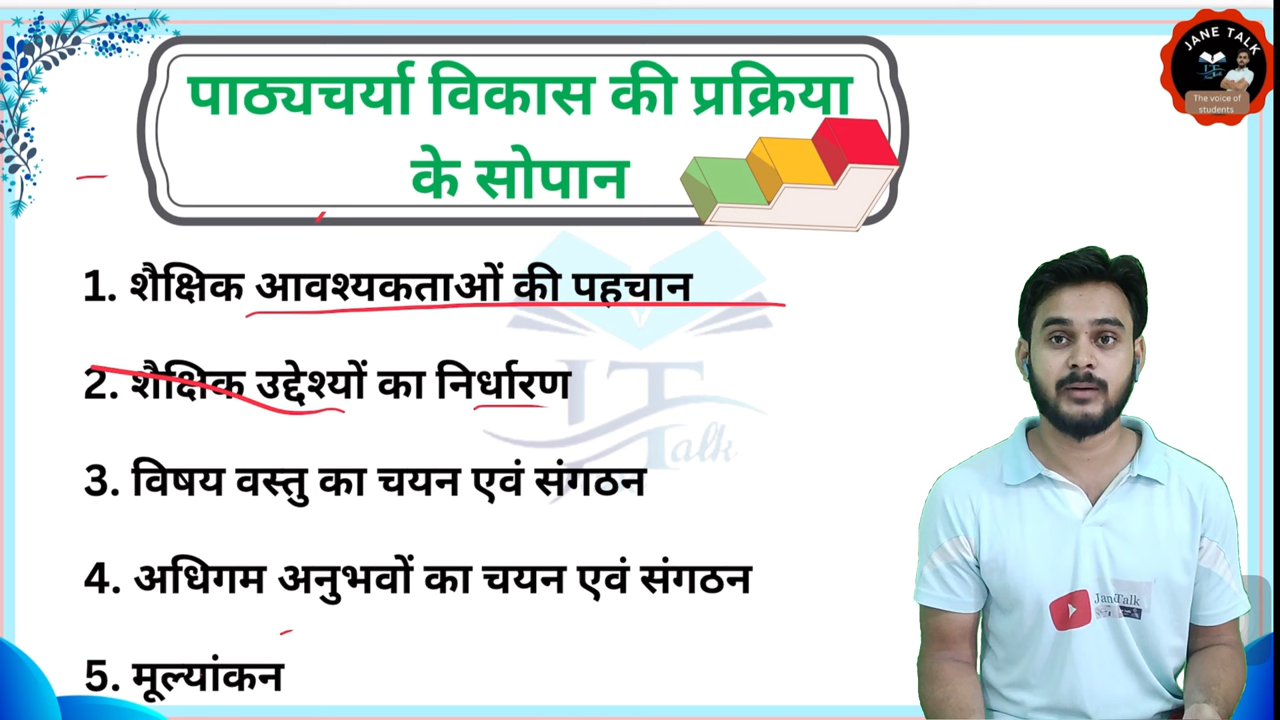 पाठ्यचर्या विकास की प्रक्रिया
के सोपान
JANE TALK
The voice of
students
1. शैक्षिक आवश्यकताओं की पहचान
2. शैक्षिक उद्देश्यों का निर्धारण
3. विषय वस्तु का चयन एवं संगठन
4. अधिगम अनुभवों का चयन एवं संगठन
5. मूल्यांकन
Talk